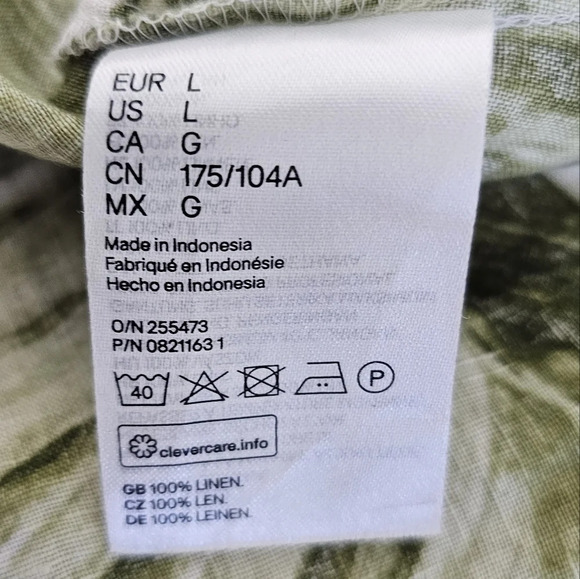 EUR L
US L
CA G
CN 175/104A
MX G
Made in Indonesia
Fabriqué en Indonésie
Hecho en Indonesia
O/N 255473
P/N 0821163 1
40 P
clevercare.info
GB 100% LINEN.
CZ 100% LEN.
DE 100% LEINEN.